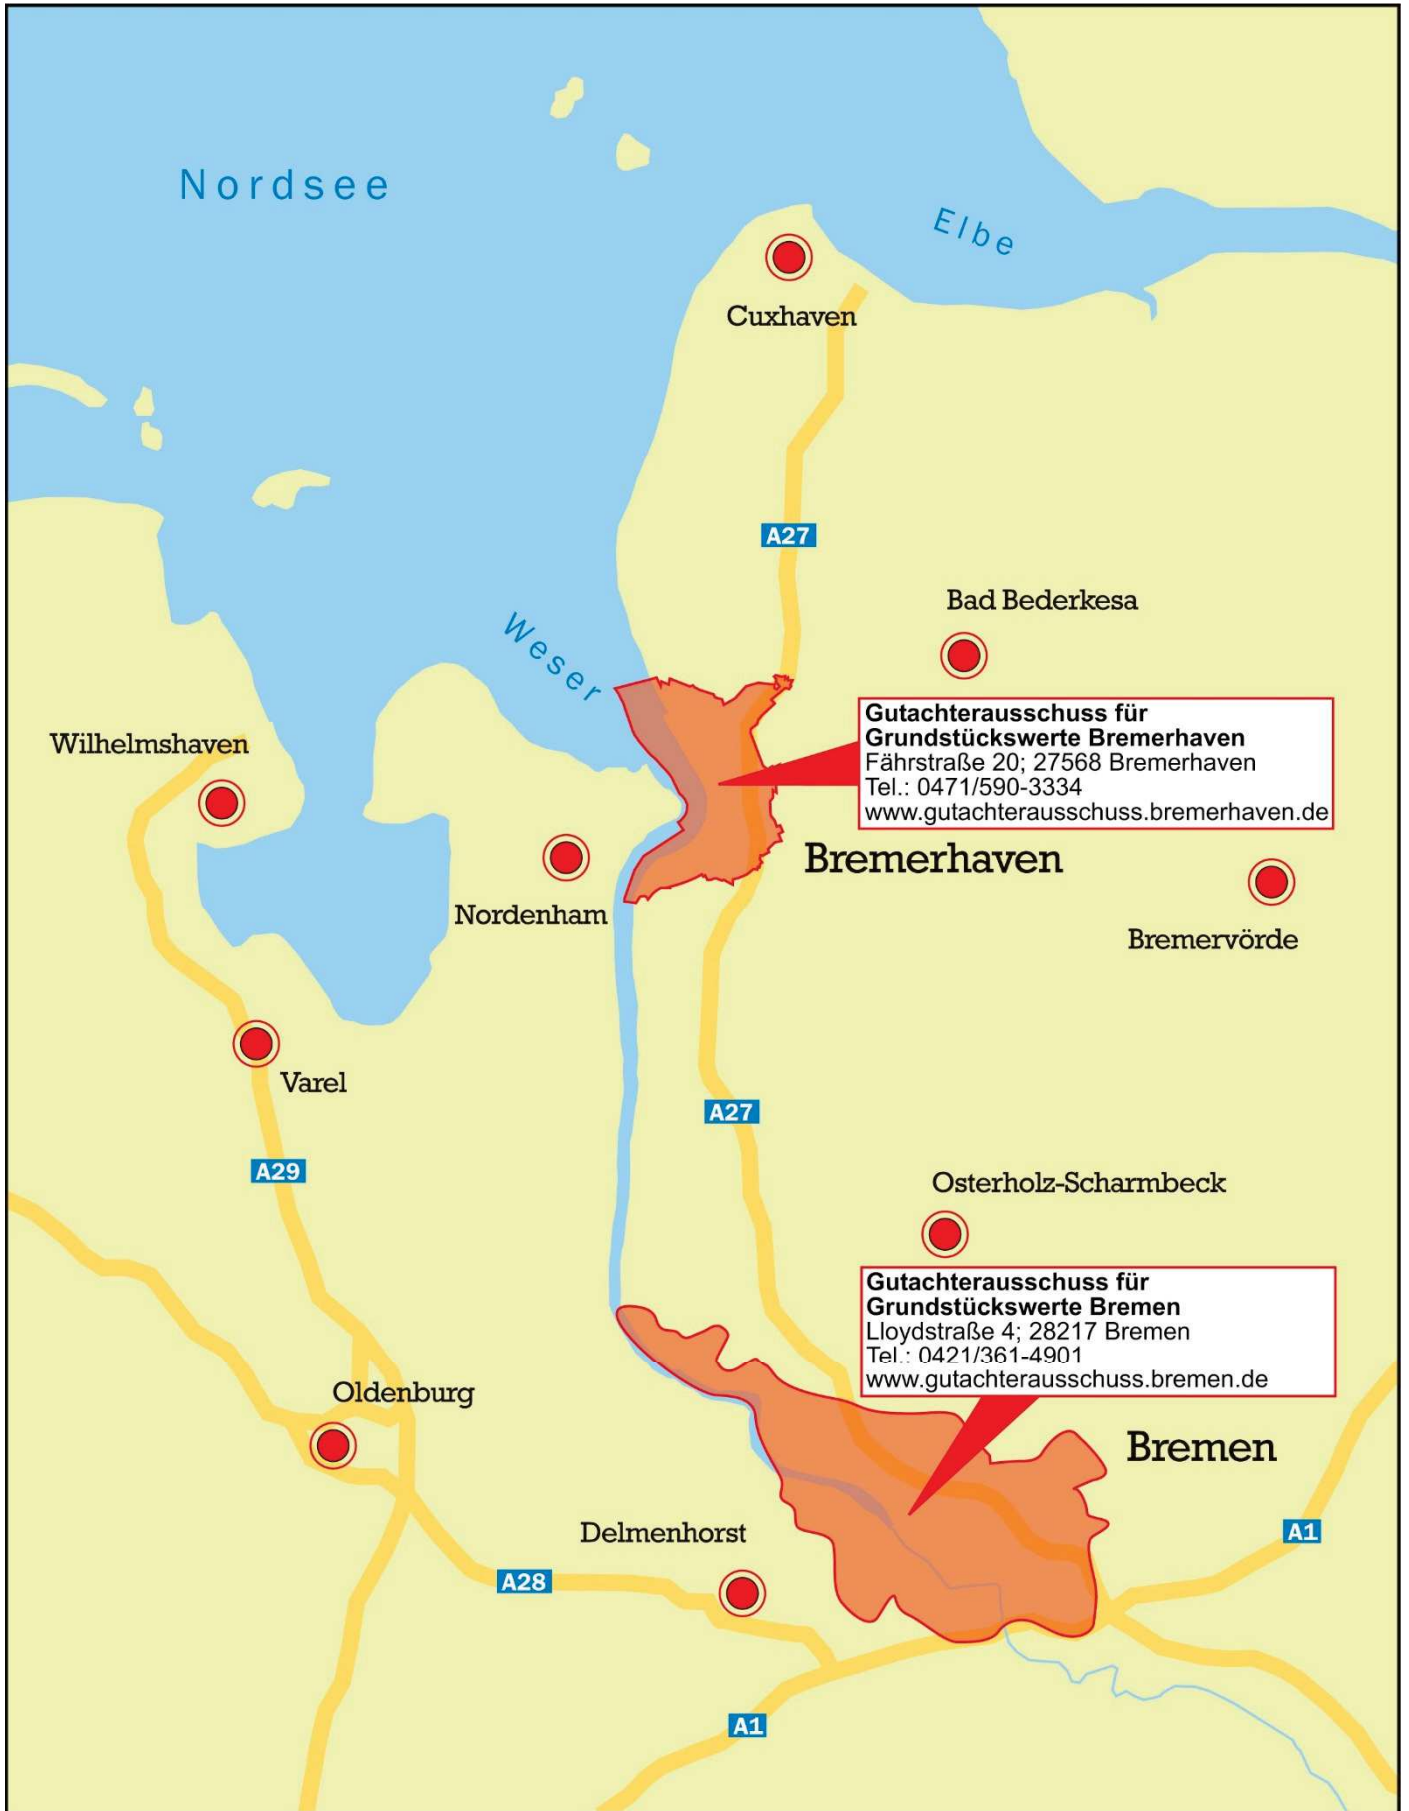 Nordsee
Elbe
Cuxhaven
A27
Bad Bederkesa
Weser
Gutachterausschuss für
Grundstückswerte Bremerhaven
Fährstraße 20; 27568 Bremerhaven
Tel.: 0471/590-3334
www.gutachterausschuss.bremerhaven.de
Wilhelmshaven
Bremerhaven
Nordenham
Bremervörde
Varel
A27
A29
Osterholz-Scharmbeck
Gutachterausschuss für
Grundstückswerte Bremen
Lloydstraße 4; 28217 Bremen
Tel.: 0421/361-4901
www.gutachterausschuss.bremen.de
Oldenburg
Bremen
Delmenhorst
A1
A28
A1